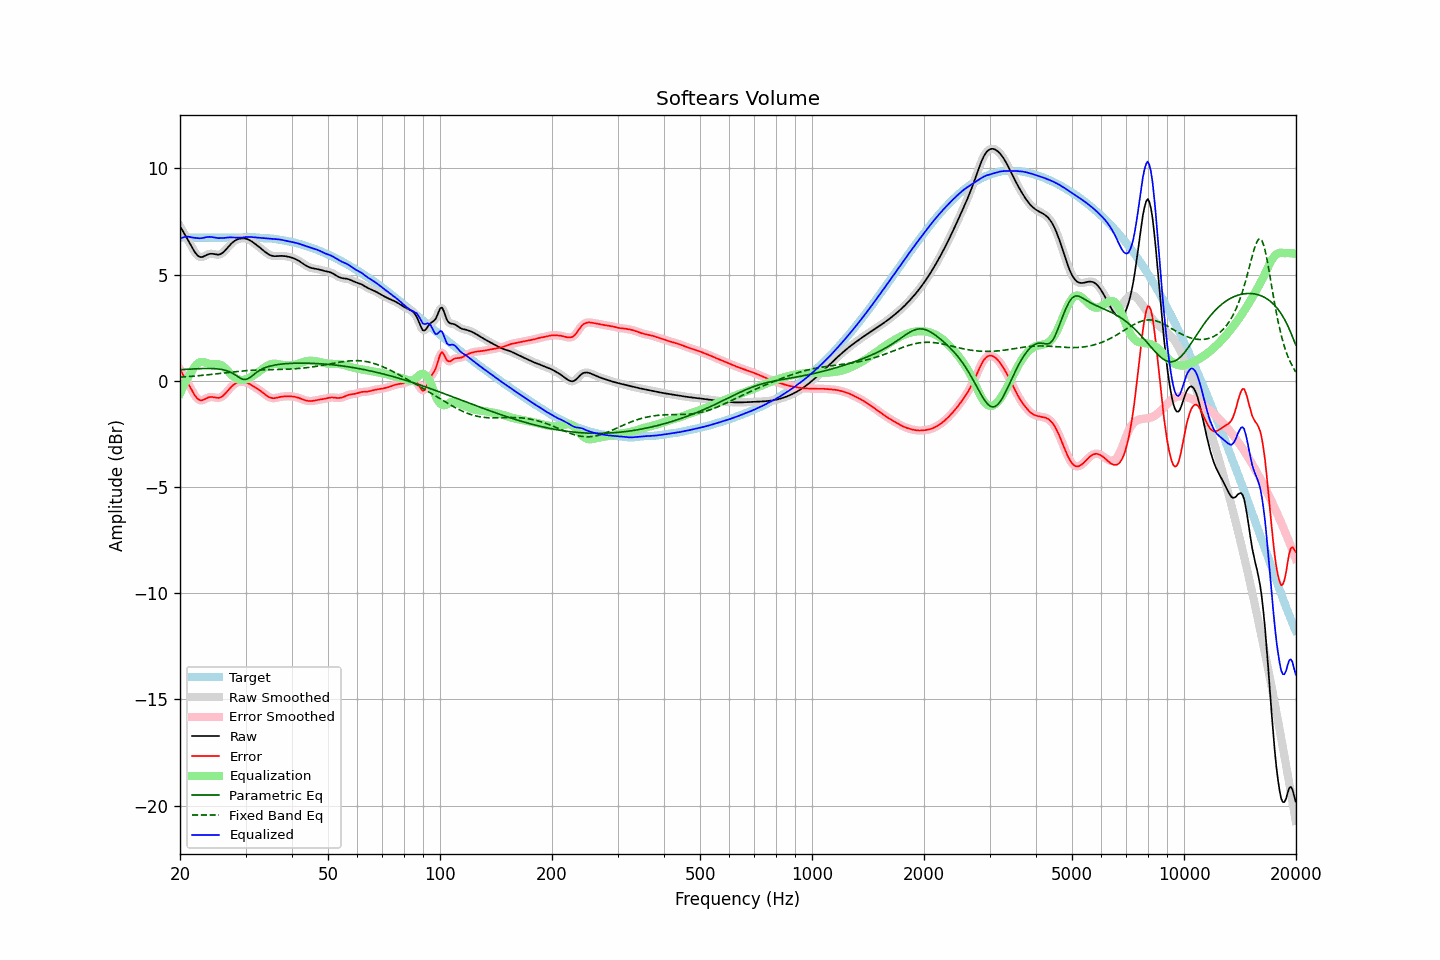 Softears Volume
Amplitude (dBr)
10
5
0
−5
−10
−15
−20
Target
Raw Smoothed
Error Smoothed
Raw
Error
Equalization
Parametric Eq
Fixed Band Eq
Equalized
20 50 100 200 500 1000 2000 5000 10000 20000
Frequency (Hz)